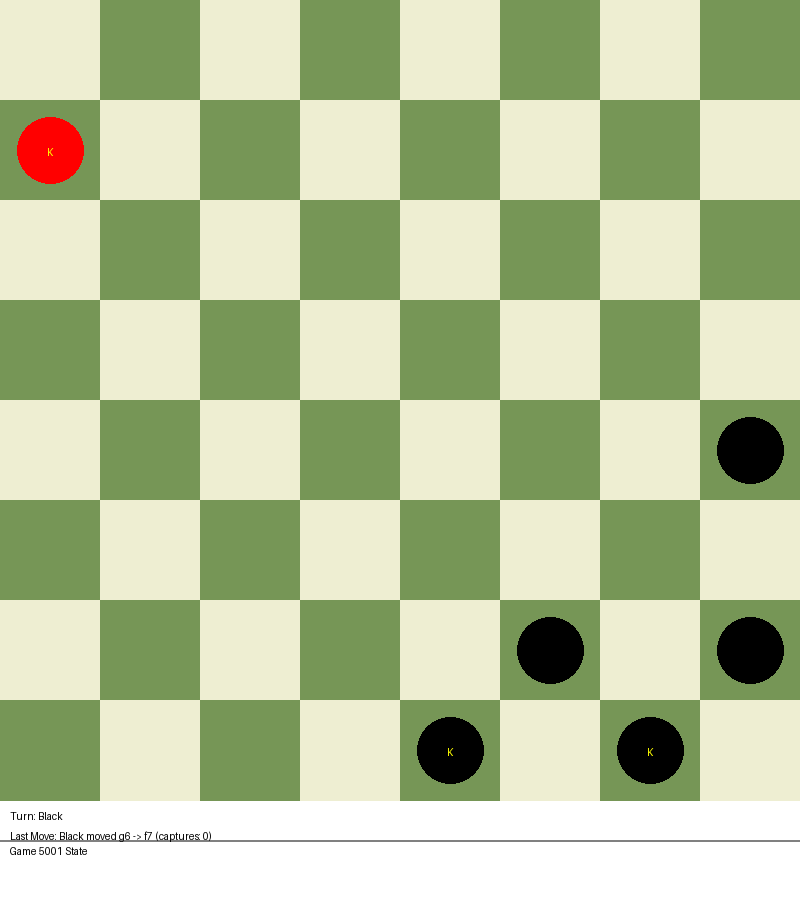 K
K
K
Turn: Black
Last Move: Black moved g6 -> f7 (captures: 0)
Game 5001 State